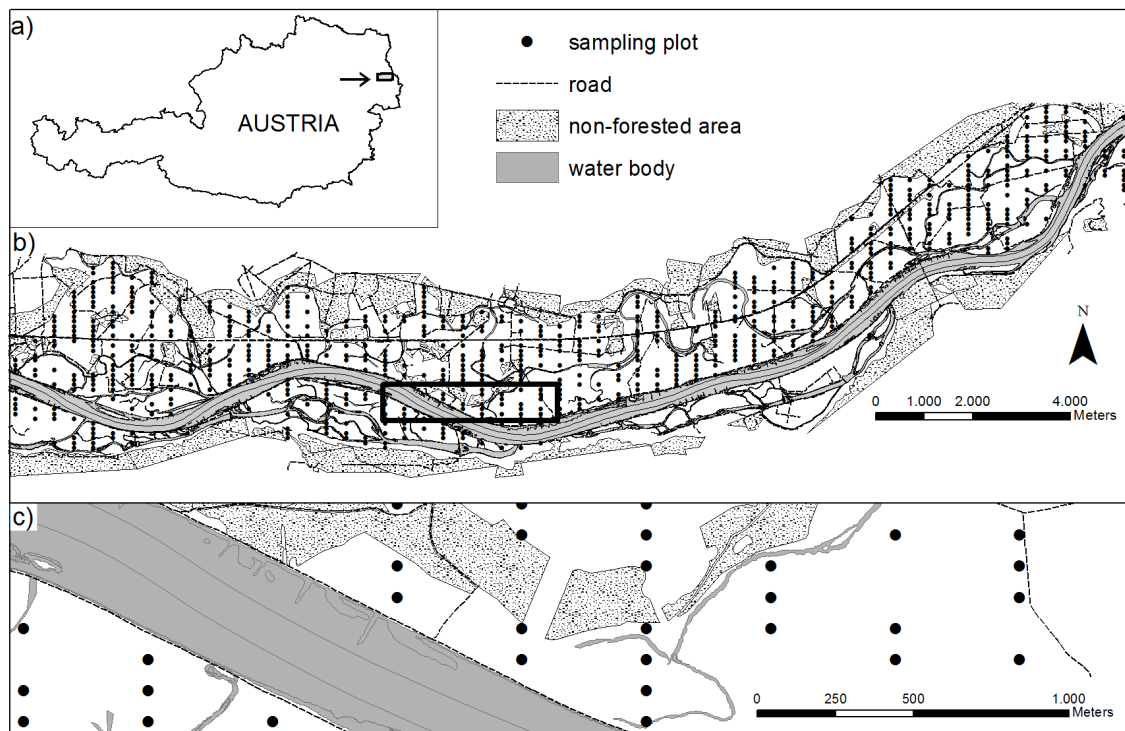 a)
AUSTRIA
sampling plot
road
non-forested area
water body
b)
N
0 1.000 2.000 4.000
Meters
c)
0 250 500 1.000
Meters